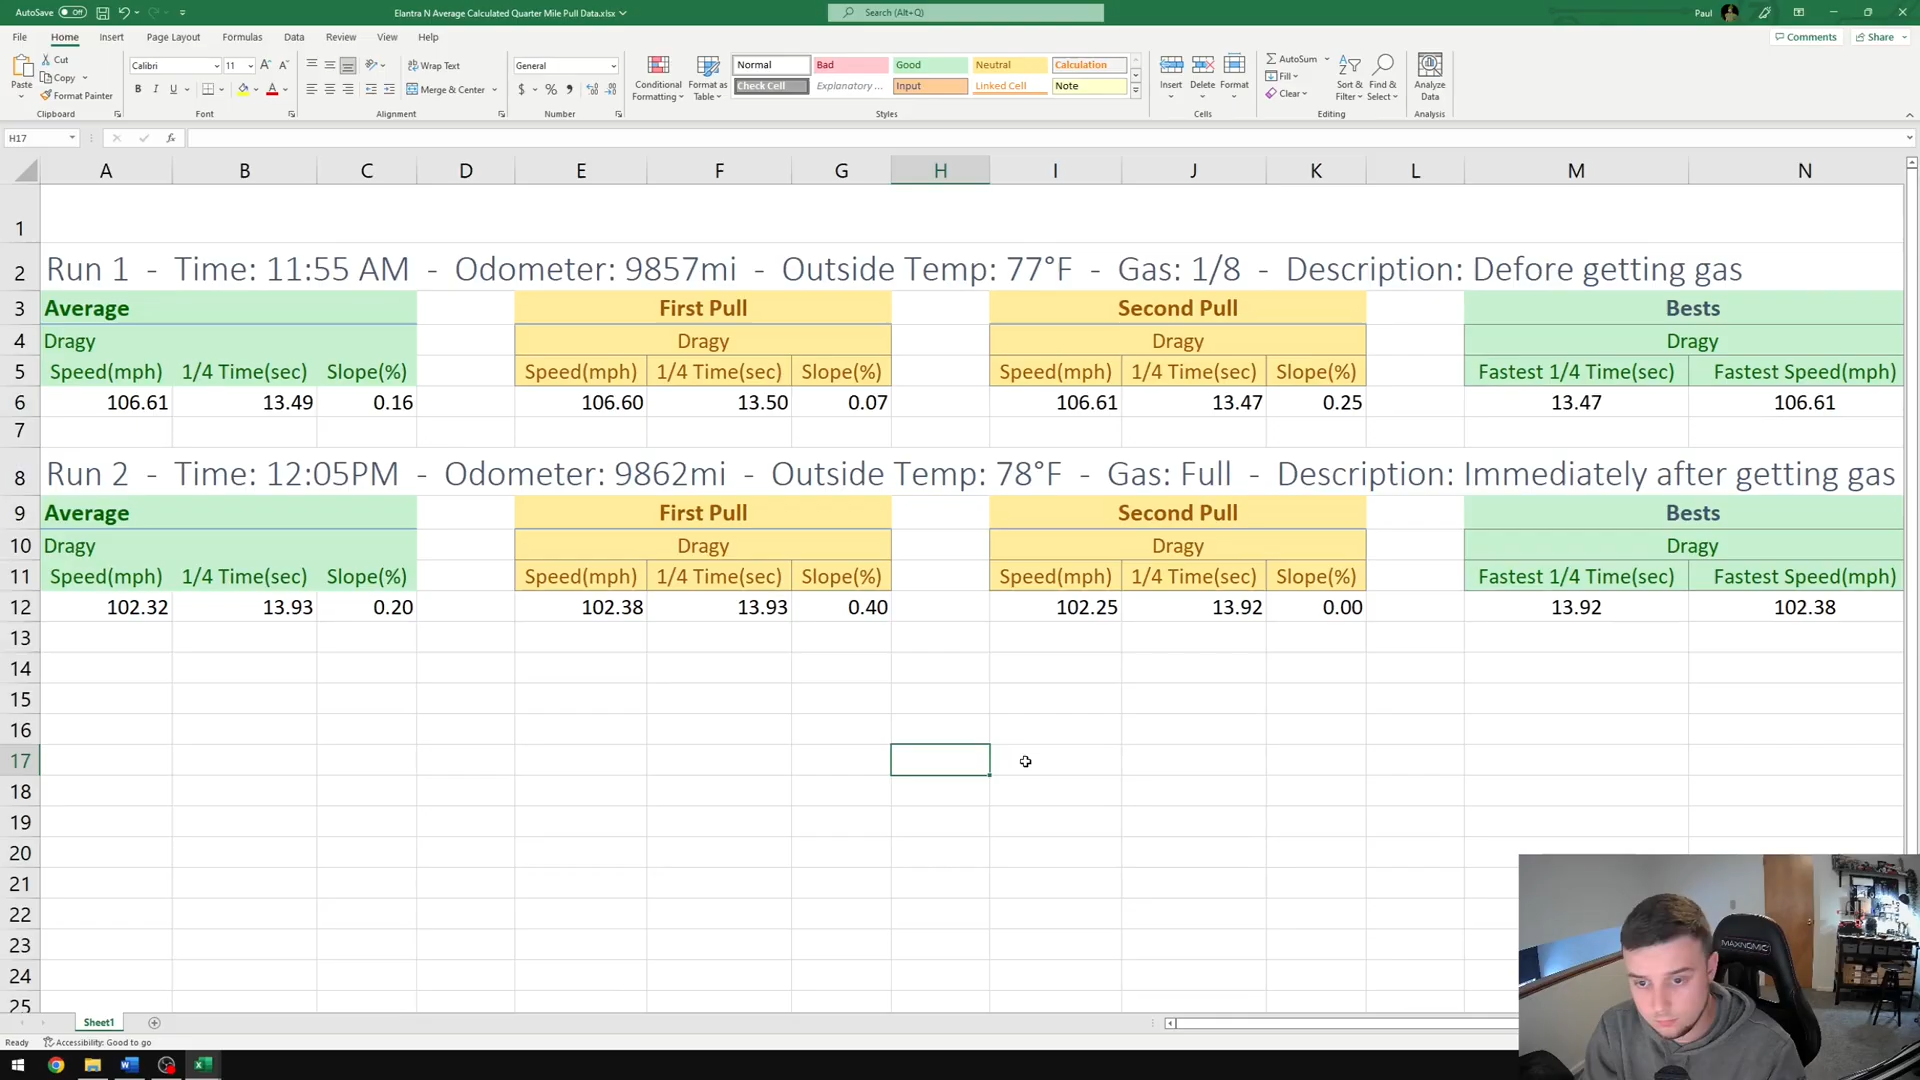 AutoSave Off
Elantra N Average Calculated Quarter Mile Pull Data.xlsx
Search (Alt+Q)
Paul
File Home Insert Page Layout Formulas Data Review View Help
Comments Share
Paste
Cut
Copy
Format Painter
Clipboard
Calibri 11
B I U
Font
Wrap Text
Merge & Center
Alignment
General
$ % 9
Number
Conditional Formatting
Format as Table
Normal Bad Good Neutral Calculation
Check Cell Explanatory ... Input Linked Cell Note
Styles
Insert Delete Format
Cells
AutoSum
Fill
Clear
Sort & Filter
Find & Select
Editing
Analyze Data
Analysis
H17
fx
A B C D E F G H I J K L M N
1
2 Run 1 - Time: 11:55 AM - Odometer: 9857mi - Outside Temp: 77°F - Gas: 1/8 - Description: Defore getting gas
3 Average First Pull Second Pull Bests
4 Dragy Dragy Dragy Dragy
5 Speed(mph) 1/4 Time(sec) Slope(%) Speed(mph) 1/4 Time(sec) Slope(%) Speed(mph) 1/4 Time(sec) Slope(%) Fastest 1/4 Time(sec) Fastest Speed(mph)
6 106.61 13.49 0.16 106.60 13.50 0.07 106.61 13.47 0.25 13.47 106.61
7
8 Run 2 - Time: 12:05PM - Odometer: 9862mi - Outside Temp: 78°F - Gas: Full - Description: Immediately after getting gas
9 Average First Pull Second Pull Bests
10 Dragy Dragy Dragy Dragy
11 Speed(mph) 1/4 Time(sec) Slope(%) Speed(mph) 1/4 Time(sec) Slope(%) Speed(mph) 1/4 Time(sec) Slope(%) Fastest 1/4 Time(sec) Fastest Speed(mph)
12 102.32 13.93 0.20 102.38 13.93 0.40 102.25 13.92 0.00 13.92 102.38
13
14
15
16
17
18
19
20
21
22
23
24
25
MAXNOMIC
Sheet1
Ready Accessibility: Good to go